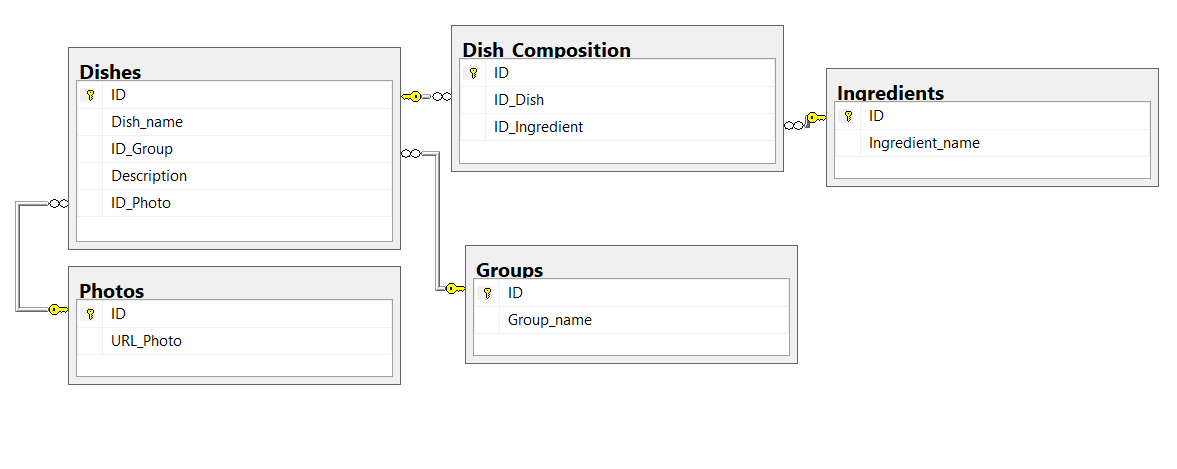 Dishes
ID
Dish_name
ID_Group
Description
ID_Photo
Photos
ID
URL_Photo
Dish_Composition
ID
ID_Dish
ID_Ingredient
Groups
ID
Group_name
Ingredients
ID
Ingredient_name